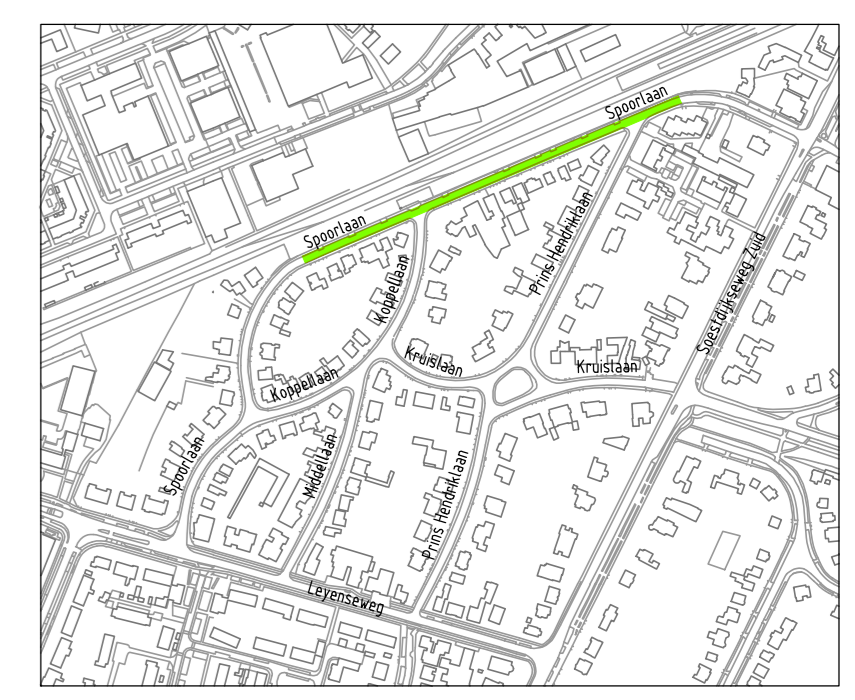 Spoorlaan
Spoorlaan
Prins Hendriklaan
Koppellaan
Soestdijkseweg Zuid
Kruislaan
Kruislaan
Koppellaan
Spoorlaan
Middellaan
Prins Hendriklaan
Leyenseweg